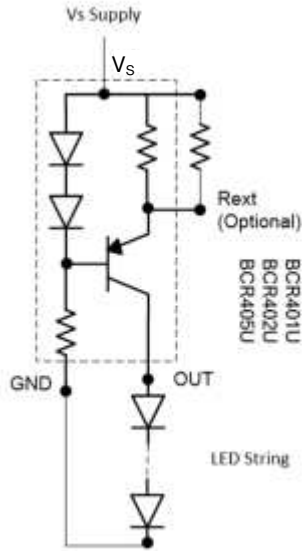 Vs Supply
VS
Rext
(Optional)
BCR401U
BCR402U
BCR405U
GND
OUT
LED String